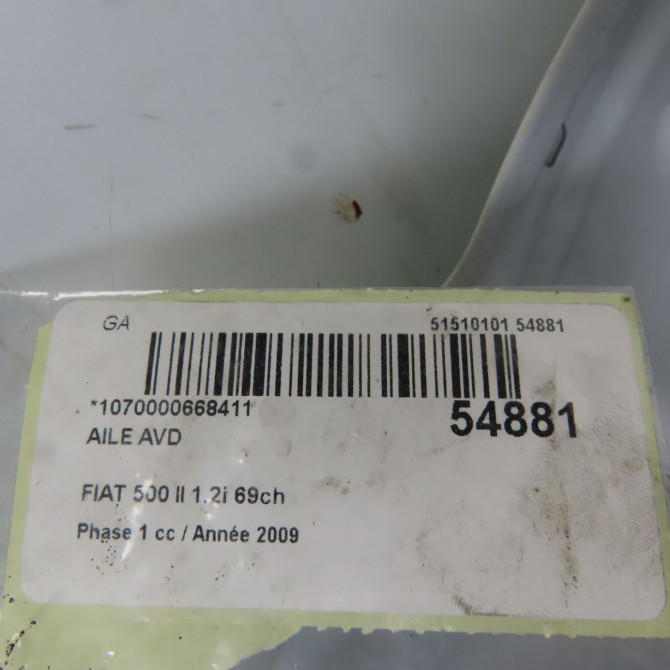 GA 51510101 54881
*1070000668411 54881
AILE AVD
FIAT 500 II 1.2i 69ch
Phase 1 cc / Année 2009